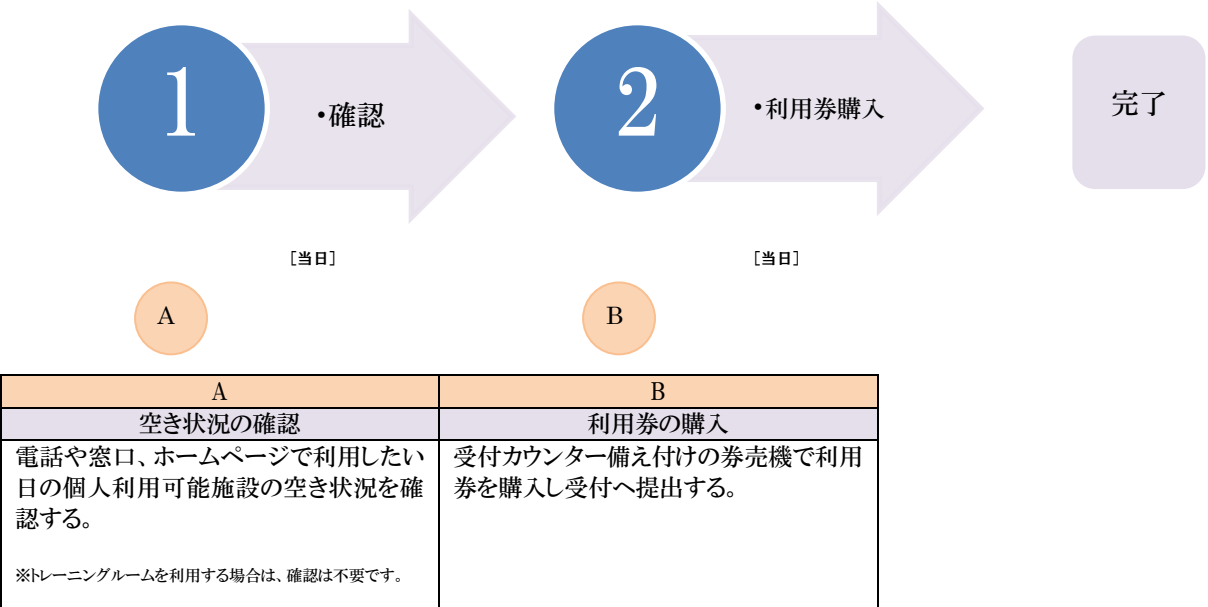 1
・確認
2
・利用券購入
完了
［当日］
［当日］
A
B
A
B
空き状況の確認
利用券の購入
電話や窓口、ホームページで利用したい
日の個人利用可能施設の空き状況を確
認する。
※トレーニングルームを利用する場合は、確認は不要です。
受付カウンター備え付けの券売機で利用
券を購入し受付へ提出する。